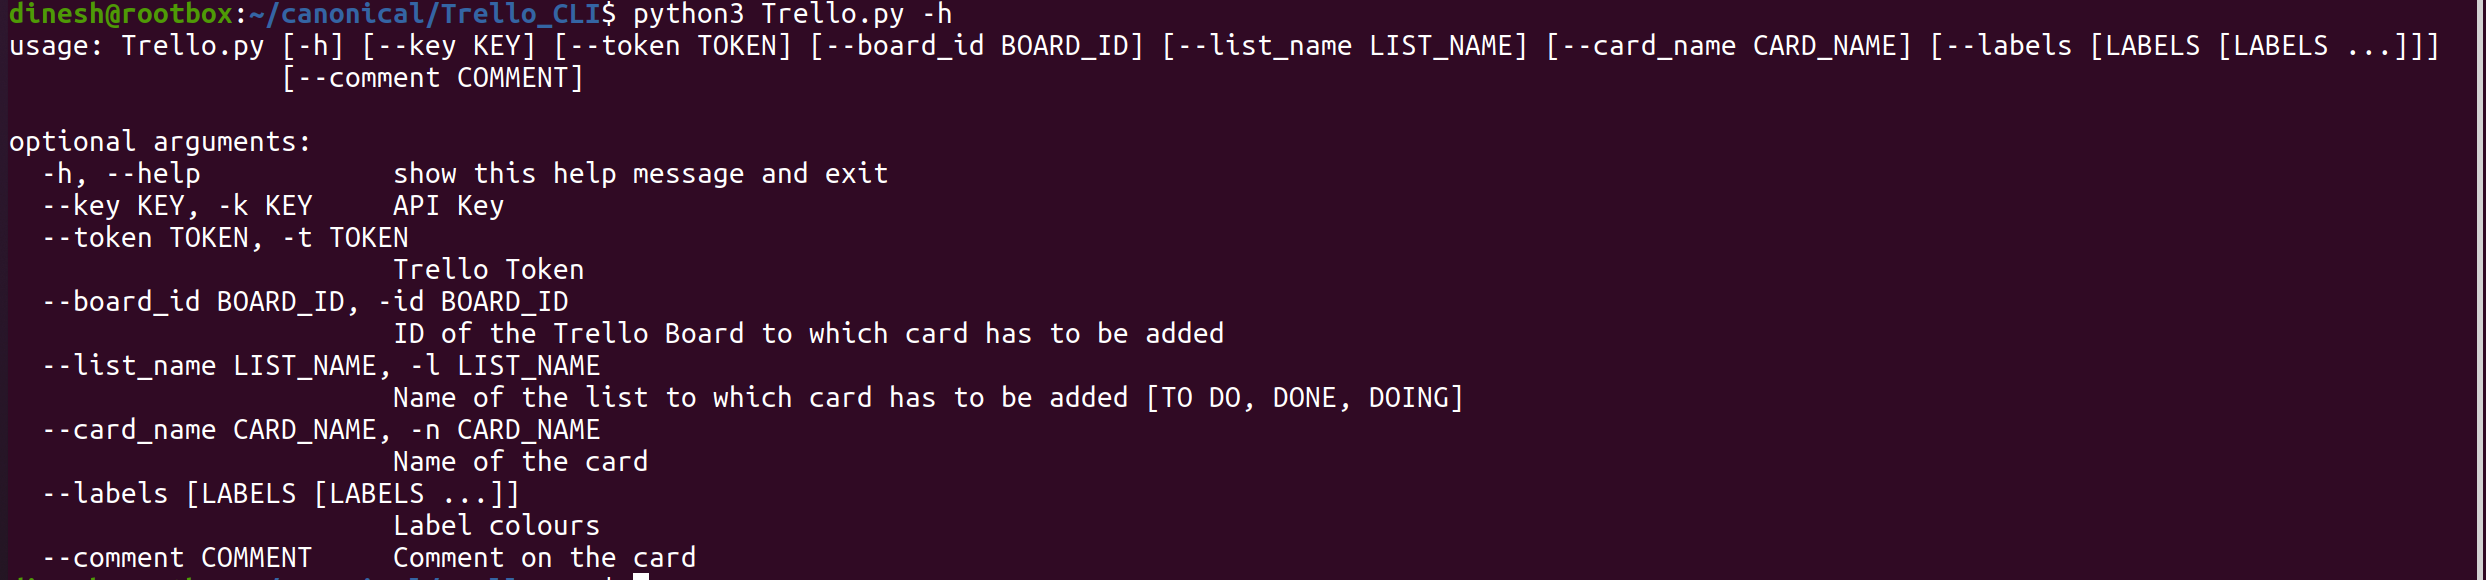 dinesh@rootbox:~/canonical/Trello_CLI$ python3 Trello.py -h
usage: Trello.py [-h] [--key KEY] [--token TOKEN] [--board_id BOARD_ID] [--list_name LIST_NAME] [--card_name CARD_NAME] [--labels [LABELS [LABELS ...]]]
                 [--comment COMMENT]

optional arguments:
  -h, --help            show this help message and exit
  --key KEY, -k KEY     API Key
  --token TOKEN, -t TOKEN
                        Trello Token
  --board_id BOARD_ID, -id BOARD_ID
                        ID of the Trello Board to which card has to be added
  --list_name LIST_NAME, -l LIST_NAME
                        Name of the list to which card has to be added [TO DO, DONE, DOING]
  --card_name CARD_NAME, -n CARD_NAME
                        Name of the card
  --labels [LABELS [LABELS ...]]
                        Label colours
  --comment COMMENT     Comment on the card